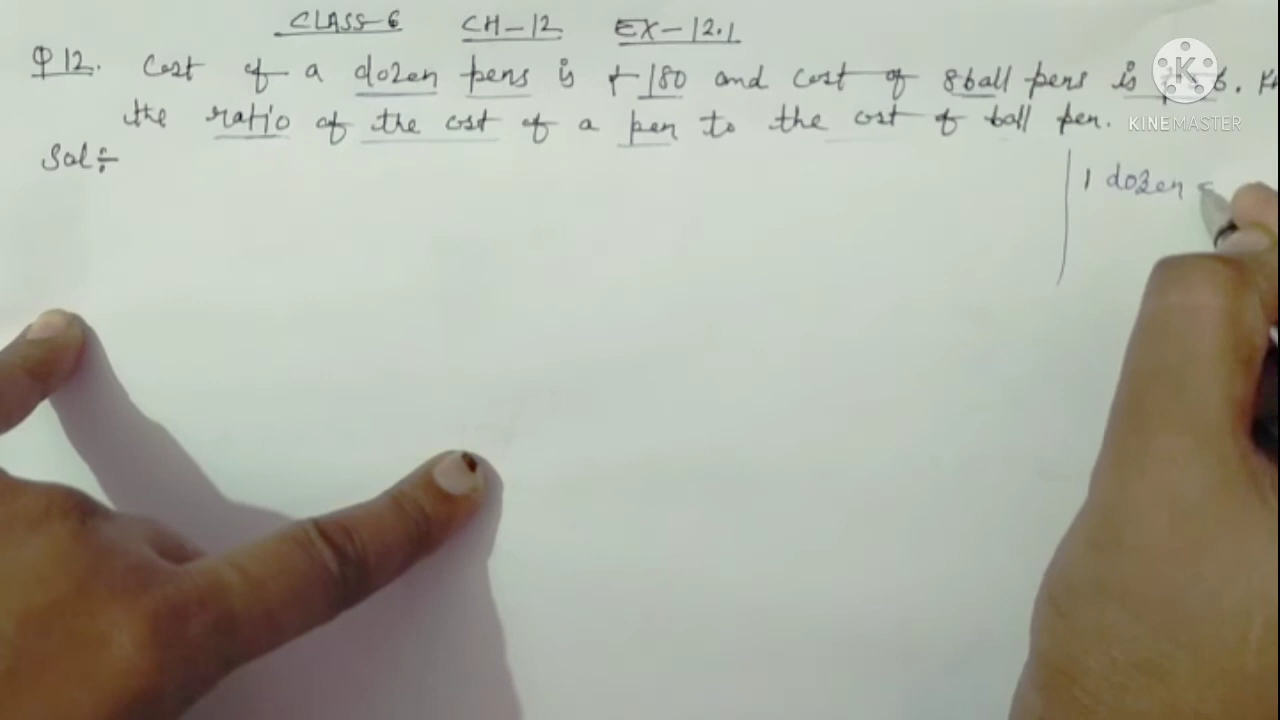 CLASS-6 CH-12 EX-12.1
Q12. Cost of a dozen pens is ₹ 180 and cost of 8 ball pens is
the ratio of the cost of a pen to the cost of ball pen.
Sol÷
1 dozen
K
KINEMASTER